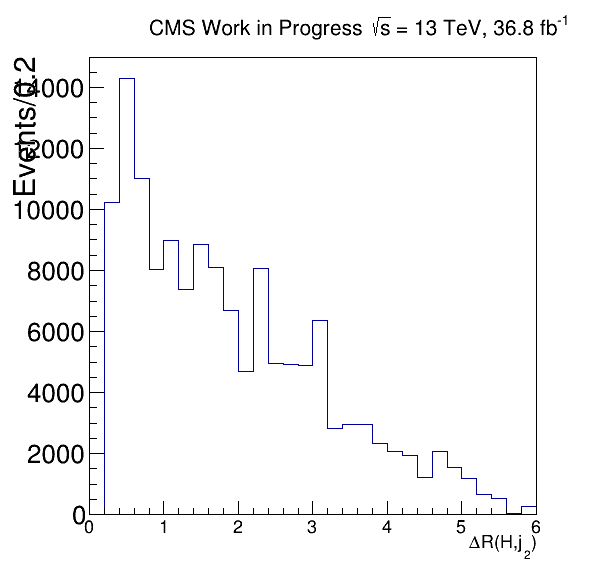 CMS Work in Progress √s = 13 TeV, 36.8 fb⁻¹
Events/0.2
14000
12000
10000
8000
6000
4000
2000
0
0 1 2 3 4 5 6
ΔR(H,j₂)